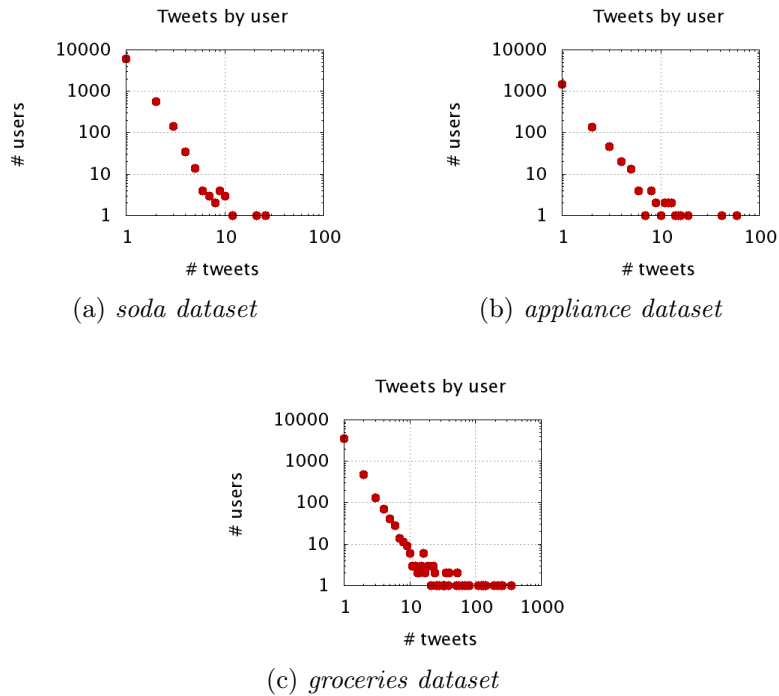 Tweets by user
10000
1000
100
10
1
# users
1 10 100
# tweets
(a) soda dataset
Tweets by user
10000
1000
100
10
1
# users
1 10 100
# tweets
(b) appliance dataset
Tweets by user
10000
1000
100
10
1
# users
1 10 100 1000
# tweets
(c) groceries dataset